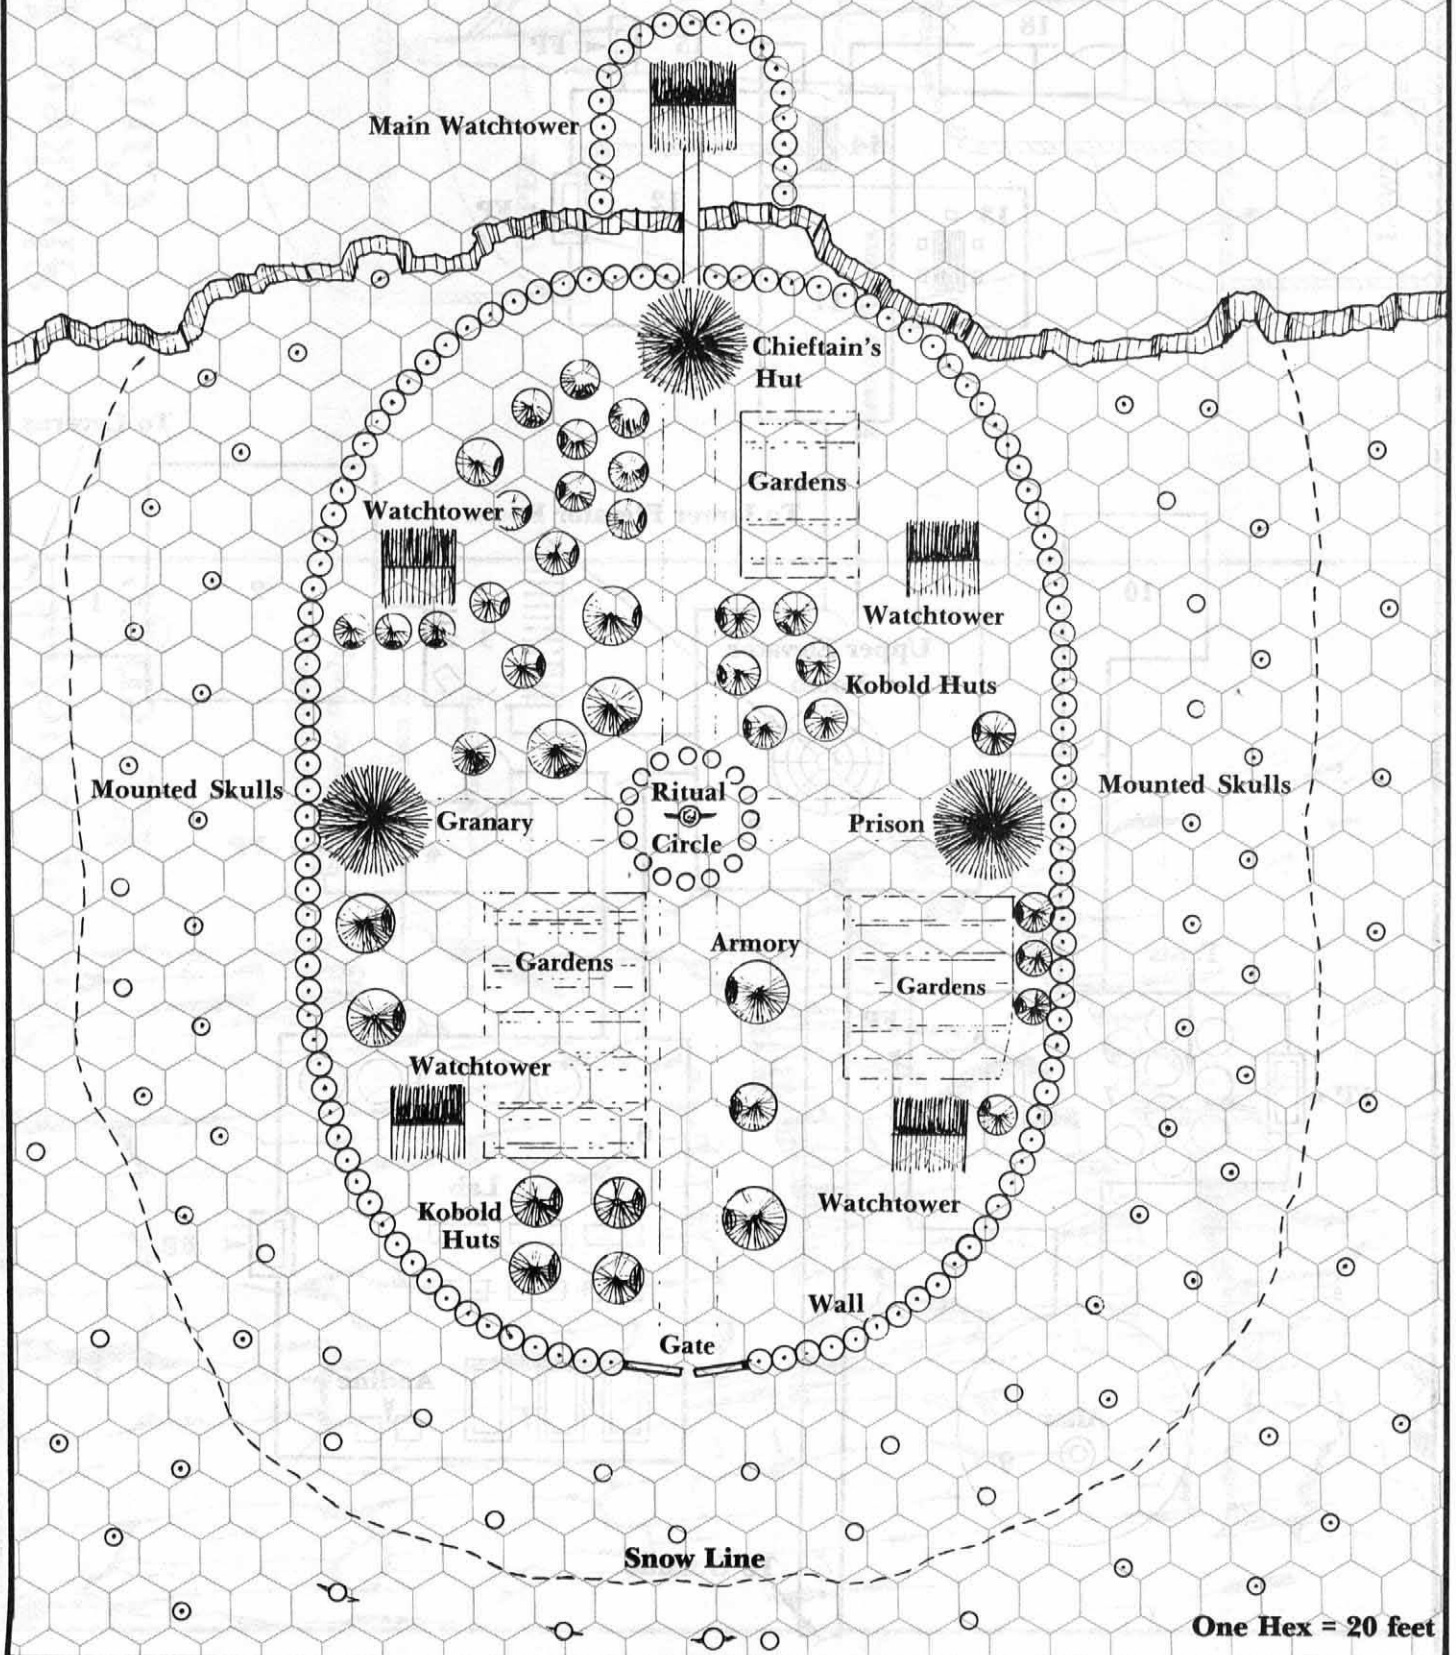 Main Watchtower
Chieftain's
Hut
Gardens
Watchtower
Watchtower
Kobold Huts
Mounted Skulls
Granary
Ritual
Circle
Prison
Mounted Skulls
Armory
Gardens
Gardens
Watchtower
Watchtower
Kobold
Huts
Wall
Gate
Snow Line
One Hex = 20 feet